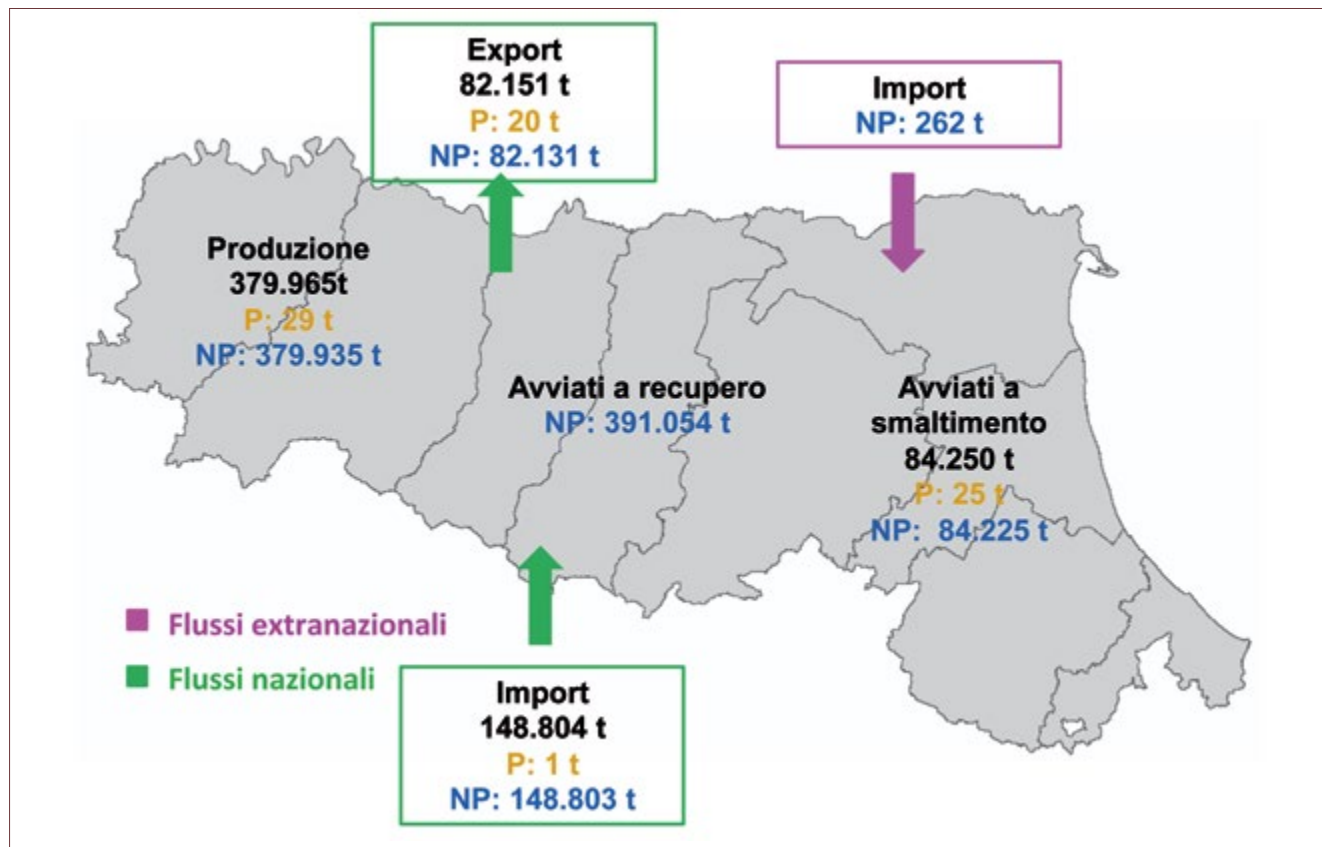 Export
82.151 t
P: 20 t
NP: 82.131 t
Import
NP: 262 t
Produzione
379.965t
P: 29 t
NP: 379.935 t
Avviati a recupero
NP: 391.054 t
Avviati a
smaltimento
84.250 t
P: 25 t
NP: 84.225 t
Flussi extranazionali
Flussi nazionali
Import
148.804 t
P: 1 t
NP: 148.803 t